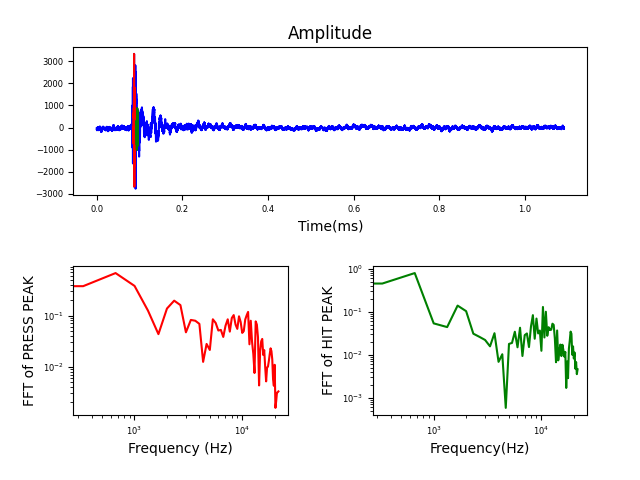 Amplitude
3000
2000
1000
0
−1000
−2000
−3000
0.0 0.2 0.4 0.6 0.8 1.0
Time(ms)
FFT of PRESS PEAK
10⁻¹
10⁻²
10³ 10⁴
Frequency (Hz)
FFT of HIT PEAK
10⁰
10⁻¹
10⁻²
10⁻³
10³ 10⁴
Frequency(Hz)